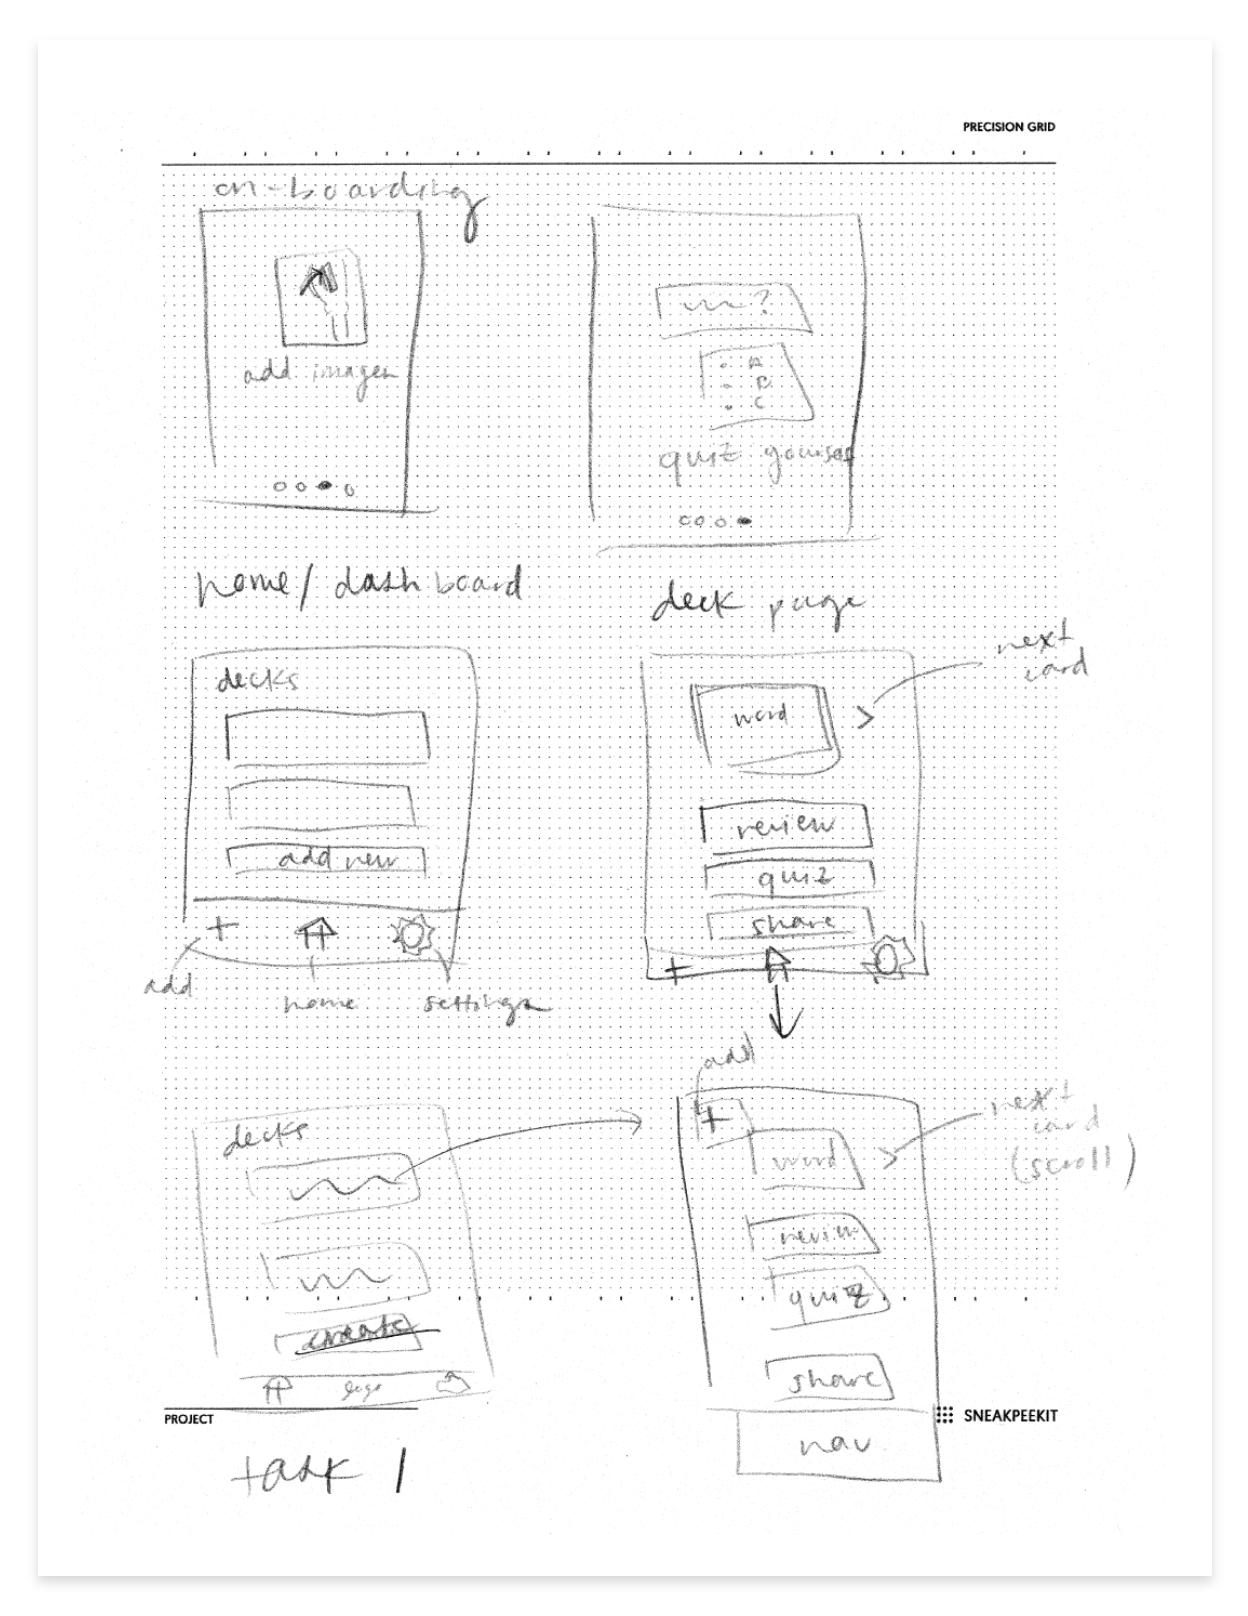 PRECISION GRID
on-boarding
add images
?
A
B
C
quiz yourself
home / dashboard
decks
add new
+
add
home
settings
deck page
word
>
next
card
review
quiz
share
+
decks
create
add
+
word
>
next
card
(scroll)
review
quiz
share
nav
PROJECT
SNEAKPEEKIT
task 1